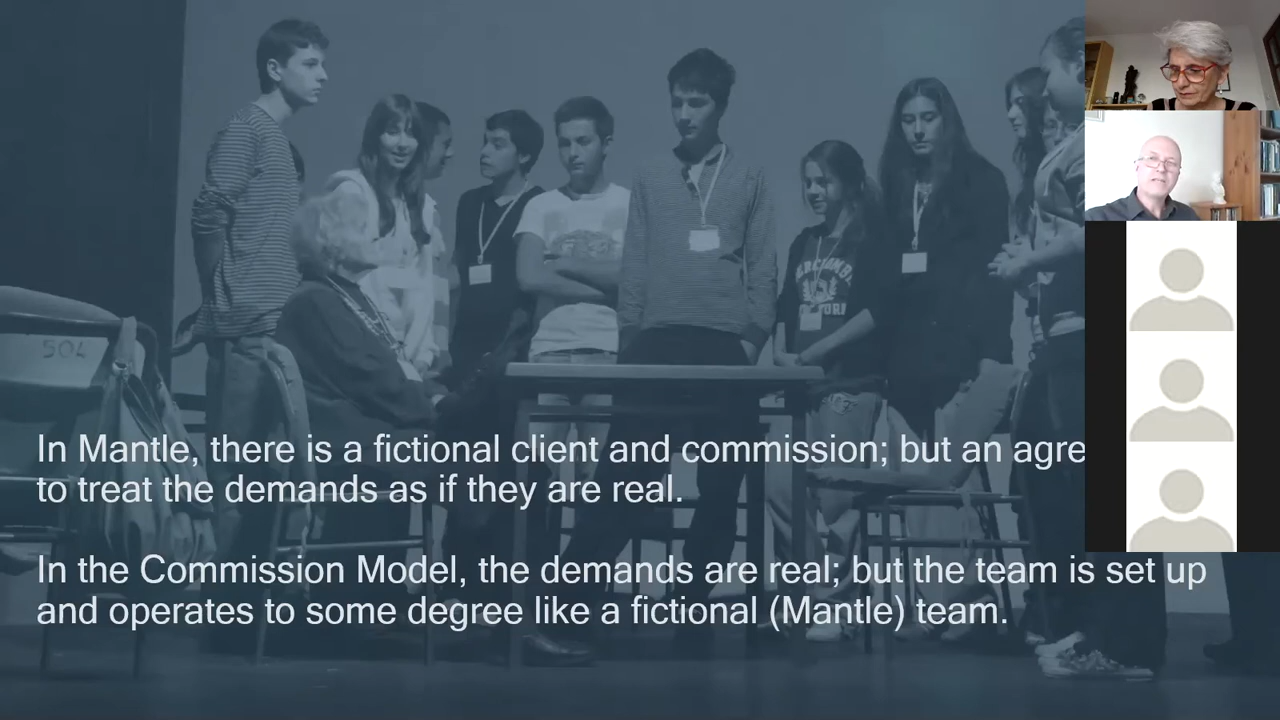 In Mantle, there is a fictional client and commission; but an agre
to treat the demands as if they are real.
In the Commission Model, the demands are real; but the team is set up
and operates to some degree like a fictional (Mantle) team.